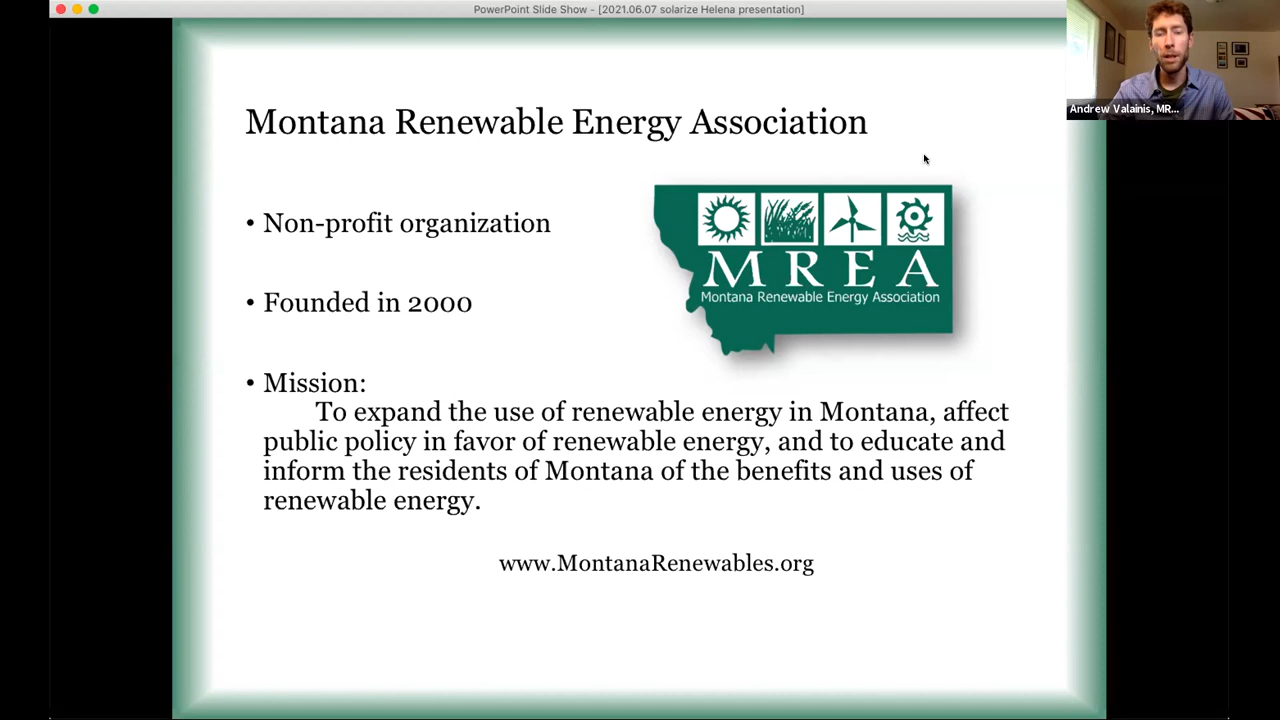 PowerPoint Slide Show - [2021.06.07 solarize Helena presentation]
Andrew Valainis, MR...
Montana Renewable Energy Association
• Non-profit organization
• Founded in 2000
M R E A
Montana Renewable Energy Association
• Mission:
To expand the use of renewable energy in Montana, affect
public policy in favor of renewable energy, and to educate and
inform the residents of Montana of the benefits and uses of
renewable energy.
www.MontanaRenewables.org